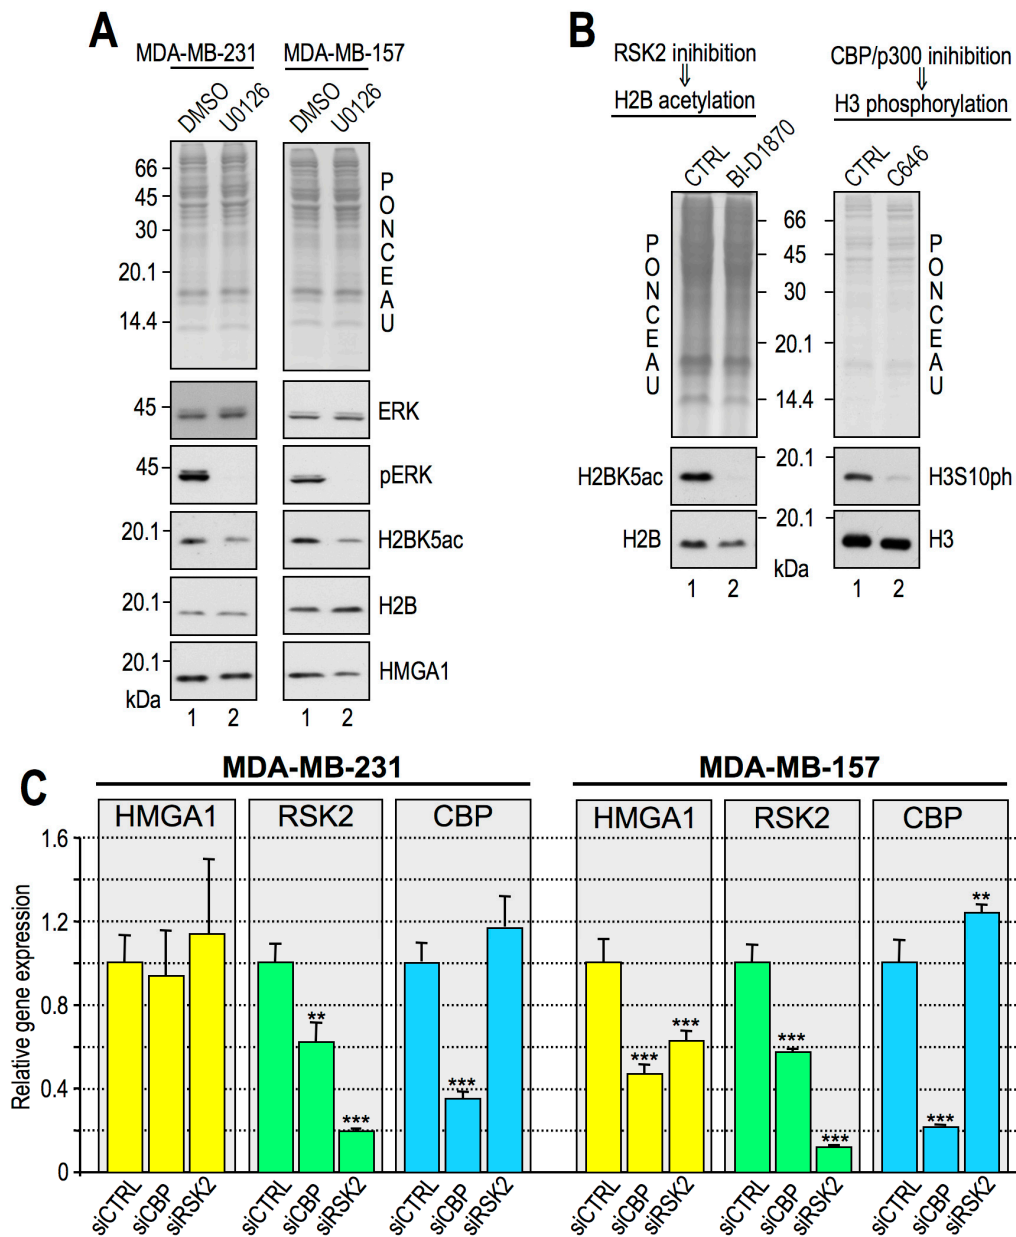 A
MDA-MB-231 MDA-MB-157
DMSO U0126 DMSO U0126
66
45
30
20.1
14.4
PONCEAU
45 ERK
45 pERK
20.1 H2BK5ac
20.1 H2B
20.1 HMGA1
kDa
1 2 1 2
B
RSK2 inihibition CBP/p300 inihibition
⇓ ⇓
H2B acetylation H3 phosphorylation
CTRL BI-D1870 CTRL C646
PONCEAU
66
45
30
20.1
14.4
PONCEAU
H2BK5ac 20.1 H3S10ph
H2B 20.1 H3
kDa
1 2 1 2
C
MDA-MB-231 MDA-MB-157
HMGA1 RSK2 CBP HMGA1 RSK2 CBP
Relative gene expression
1.6
1.2
0.8
0.4
0
** *** *** *** *** *** *** *** **
siCTRL siCBP siRSK2 siCTRL siCBP siRSK2 siCTRL siCBP siRSK2 siCTRL siCBP siRSK2 siCTRL siCBP siRSK2 siCTRL siCBP siRSK2